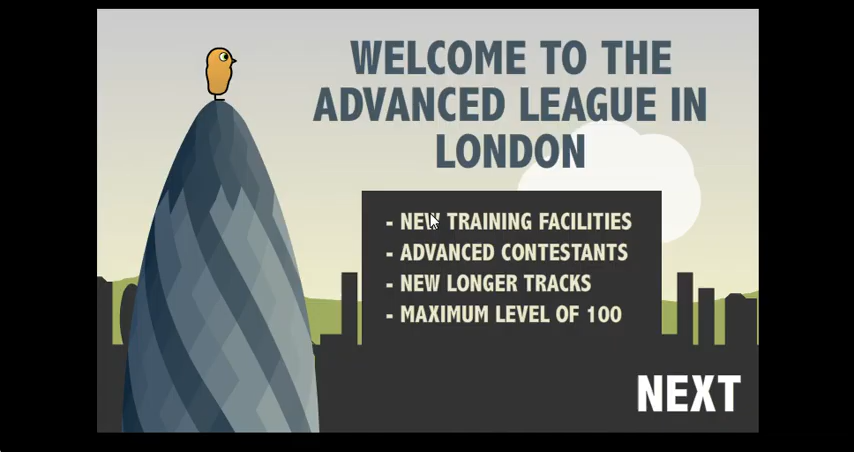 WELCOME TO THE
ADVANCED LEAGUE IN
LONDON
- NEW TRAINING FACILITIES
- ADVANCED CONTESTANTS
- NEW LONGER TRACKS
- MAXIMUM LEVEL OF 100
NEXT